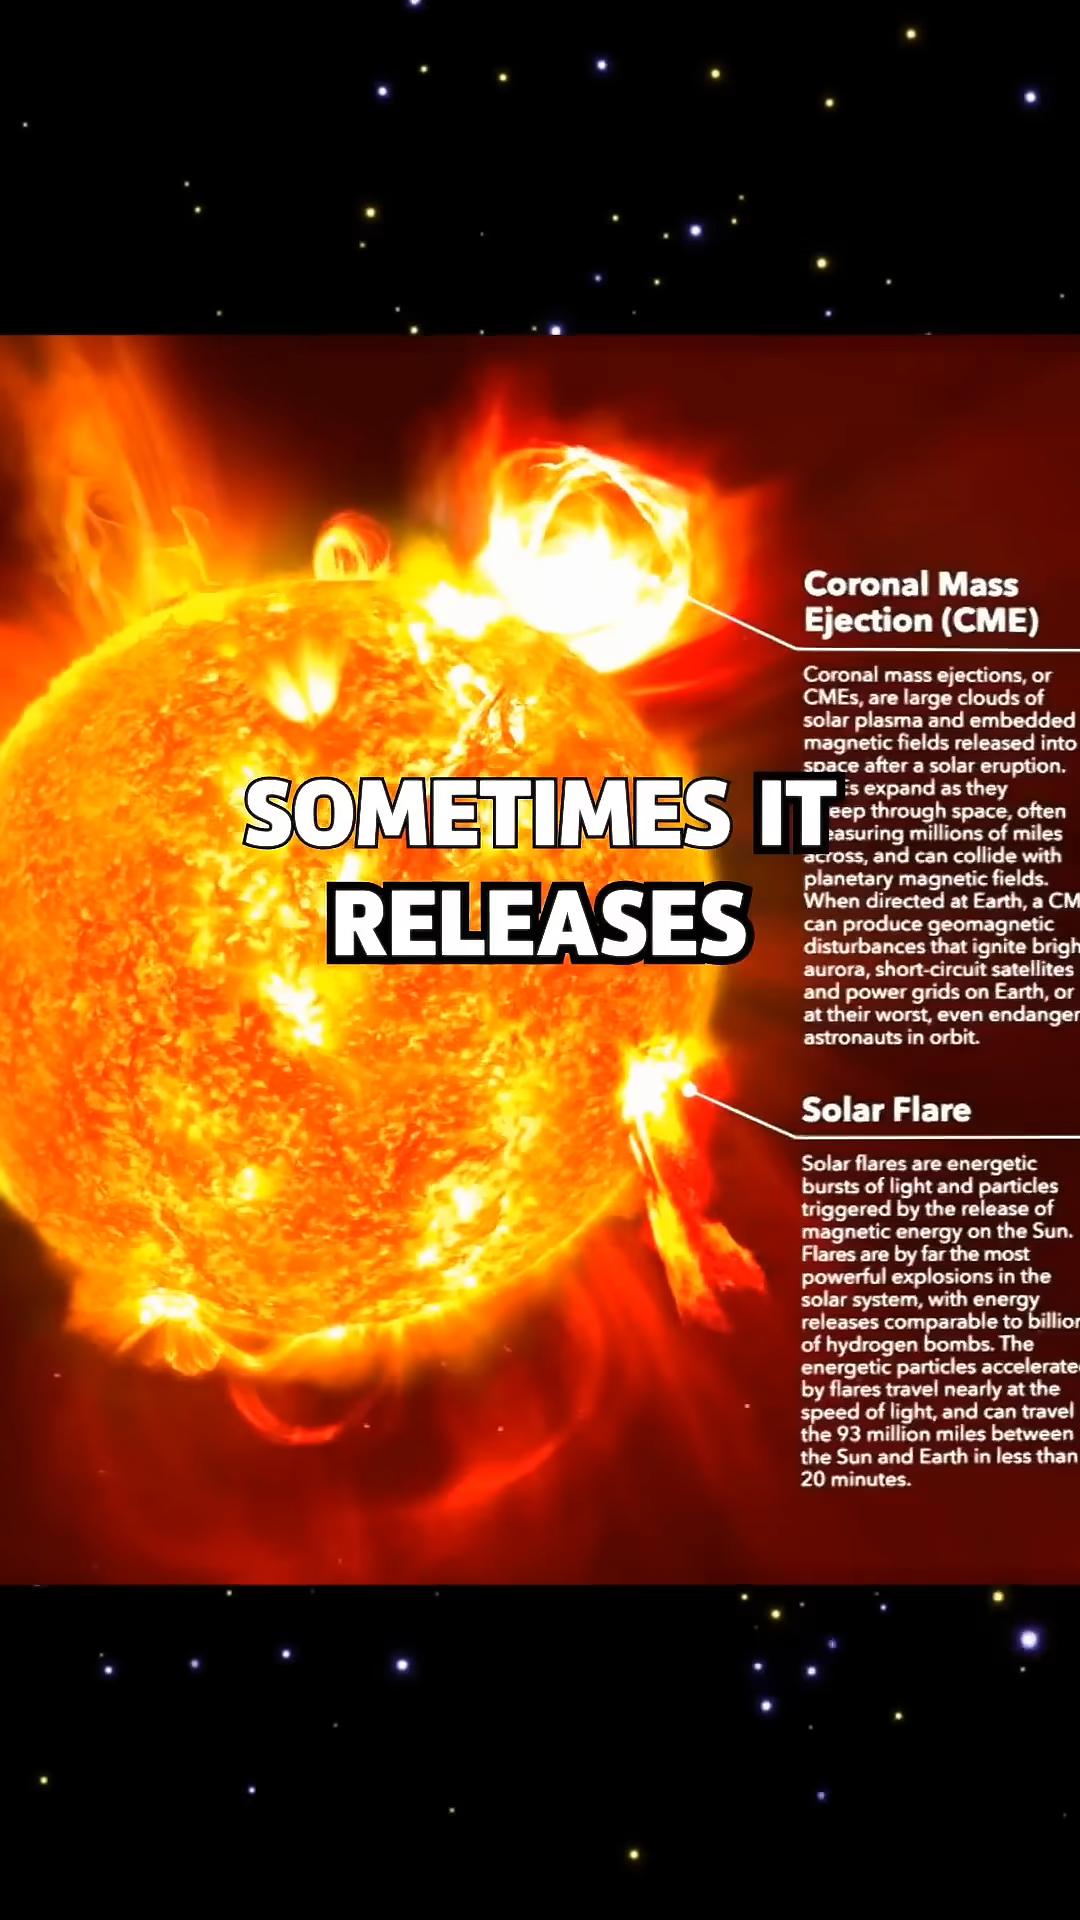 Coronal Mass
Ejection (CME)
Coronal mass ejections, or
CMEs, are large clouds of
solar plasma and embedded
magnetic fields released into
space after a solar eruption.
expand as they
through space, often
millions of miles
across, and can collide with
planetary magnetic fields.
When directed at Earth, a
can produce geomagnetic
disturbances that ignite
aurora, short-circuit satellites
and power grids on Earth, or
at their worst, even endanger
astronauts in orbit.
SOMETIMES IT
RELEASES
Solar Flare
Solar flares are energetic
bursts of light and particles
triggered by the release of
magnetic energy on the Sun.
Flares are by far the most
powerful explosions in the
solar system, with energy
releases comparable to
of hydrogen bombs. The
energetic particles
by flares travel nearly at the
speed of light, and can travel
the 93 million miles between
the Sun and Earth in less than
20 minutes.